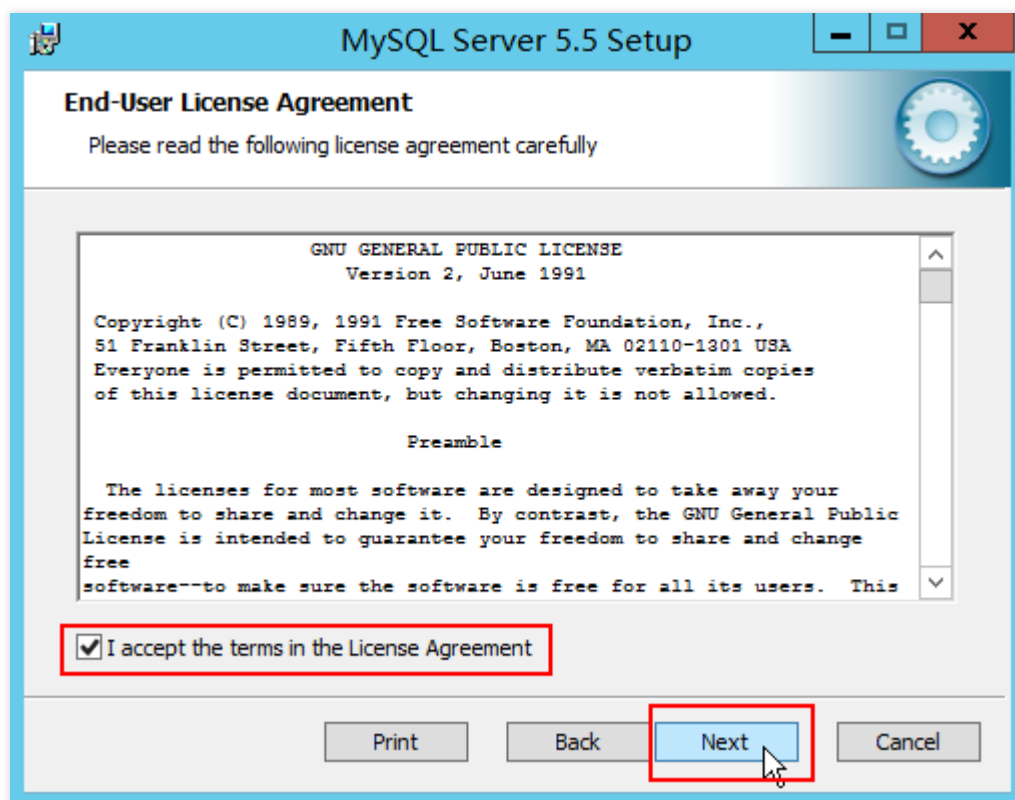 MySQL Server 5.5 Setup
End-User License Agreement
Please read the following license agreement carefully
GNU GENERAL PUBLIC LICENSE
Version 2, June 1991
Copyright (C) 1989, 1991 Free Software Foundation, Inc.,
51 Franklin Street, Fifth Floor, Boston, MA 02110-1301 USA
Everyone is permitted to copy and distribute verbatim copies
of this license document, but changing it is not allowed.
Preamble
The licenses for most software are designed to take away your
freedom to share and change it. By contrast, the GNU General Public
License is intended to guarantee your freedom to share and change
free
software--to make sure the software is free for all its users. This
I accept the terms in the License Agreement
Print Back Next Cancel